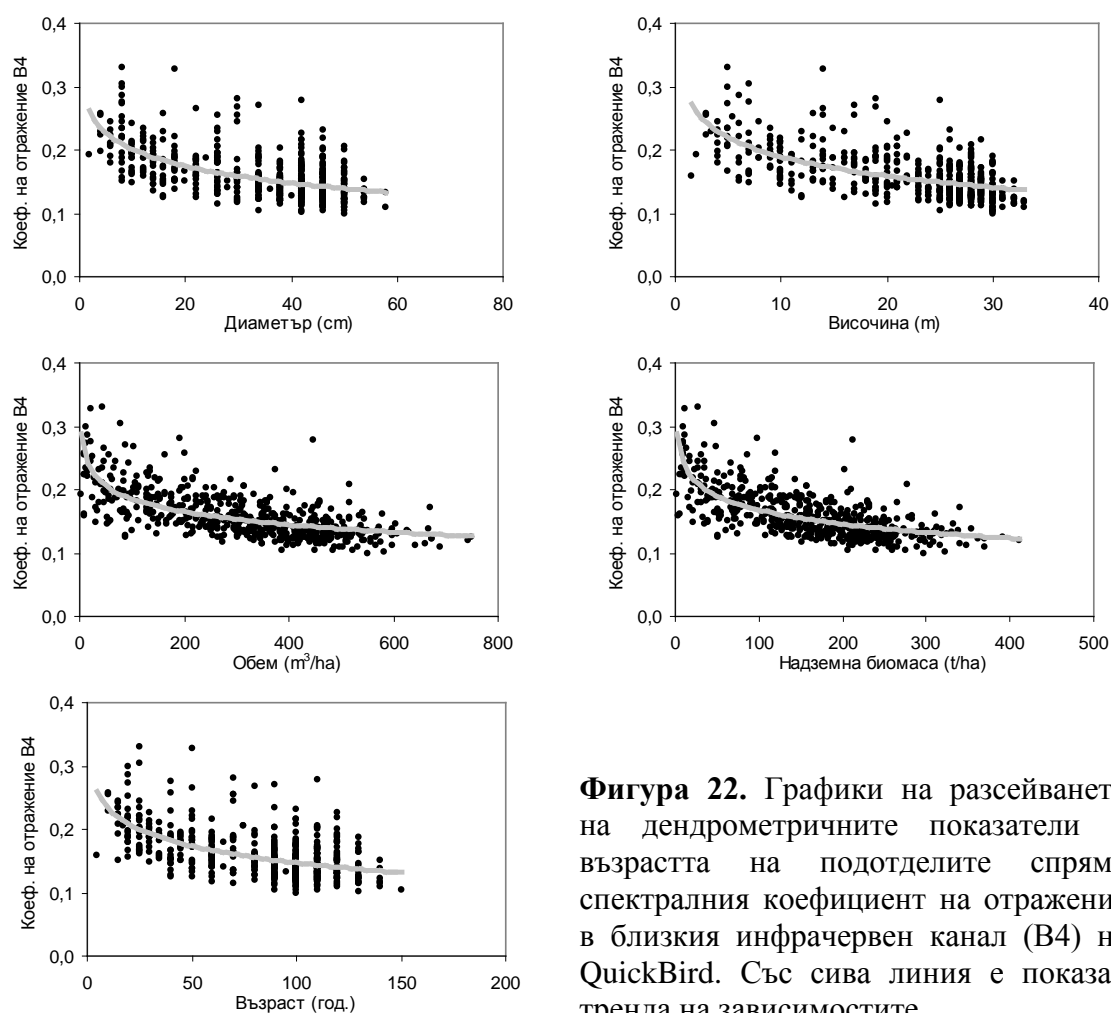 0,4
0,3
0,2
0,1
0,0
Коеф. на отражение B4
0 20 40 60 80
Диаметър (cm)
0,4
0,3
0,2
0,1
0,0
Коеф. на отражение B4
0 10 20 30 40
Височина (m)
0,4
0,3
0,2
0,1
0,0
Коеф. на отражение B4
0 200 400 600 800
Обем (m³/ha)
0,4
0,3
0,2
0,1
0,0
Коеф. на отражение B4
0 100 200 300 400 500
Надземна биомаса (t/ha)
0,4
0,3
0,2
0,1
0,0
Коеф. на отражение B4
0 50 100 150 200
Възраст (год.)
Фигура 22. Графики на разсейванет
на дендрометричните показатели
възрастта на подотделите спрям
спектралния коефициент на отражени
в близкия инфрачервен канал (B4) н
QuickBird. Със сива линия е показа
тренда на зависимостите